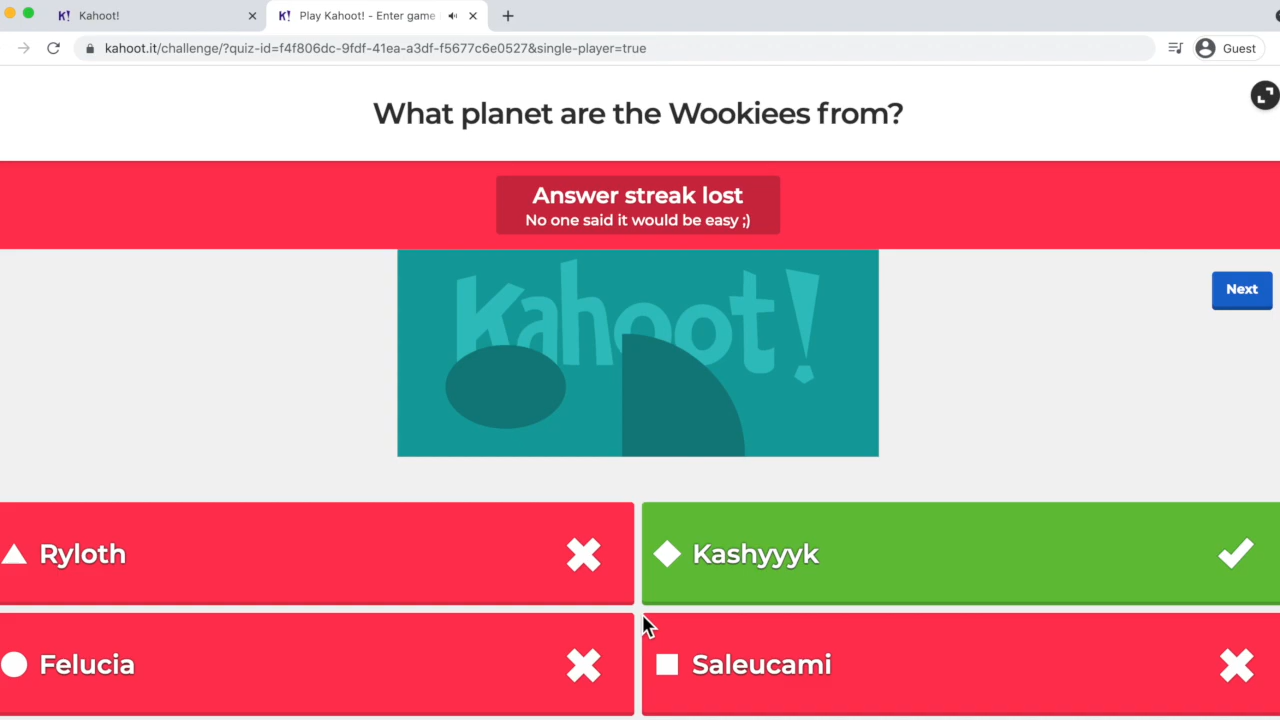 K! Kahoot!
K! Play Kahoot! - Enter game
kahoot.it/challenge/?quiz-id=f4f806dc-9fdf-41ea-a3df-f5677c6e0527&single-player=true
Guest
What planet are the Wookiees from?
Answer streak lost
No one said it would be easy ;)
Kahoot!
Next
Ryloth
Kashyyyk
Felucia
Saleucami